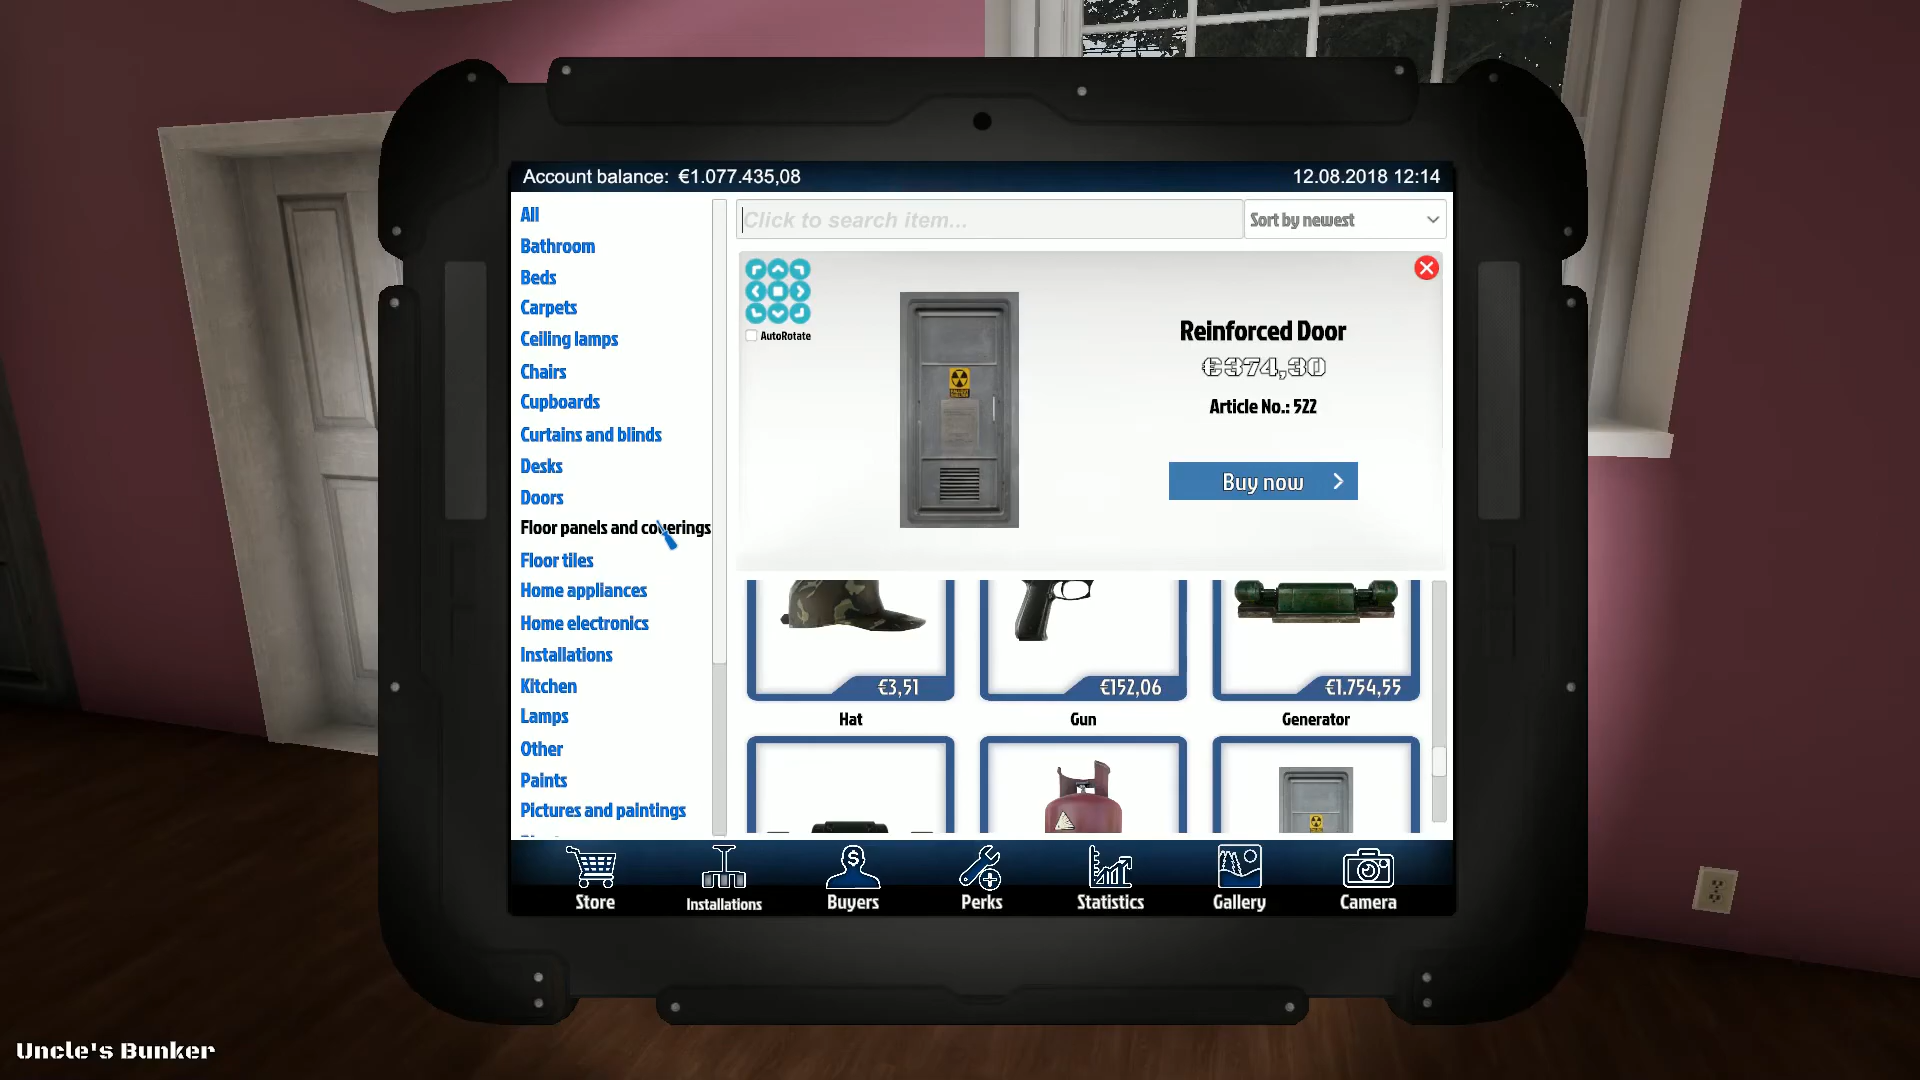 Account balance: €1.077.435,08
12.08.2018 12:14
All
Bathroom
Beds
Carpets
Ceiling lamps
Chairs
Cupboards
Curtains and blinds
Desks
Doors
Floor panels and coverings
Floor tiles
Home appliances
Home electronics
Installations
Kitchen
Lamps
Other
Paints
Pictures and paintings
Click to search item...
Sort by newest
AutoRotate
Reinforced Door
€374,30
Article No.: 522
Buy now
€3,51
€152,06
€1.754,55
Hat
Gun
Generator
Store
Installations
Buyers
Perks
Statistics
Gallery
Camera
Uncle's Bunker